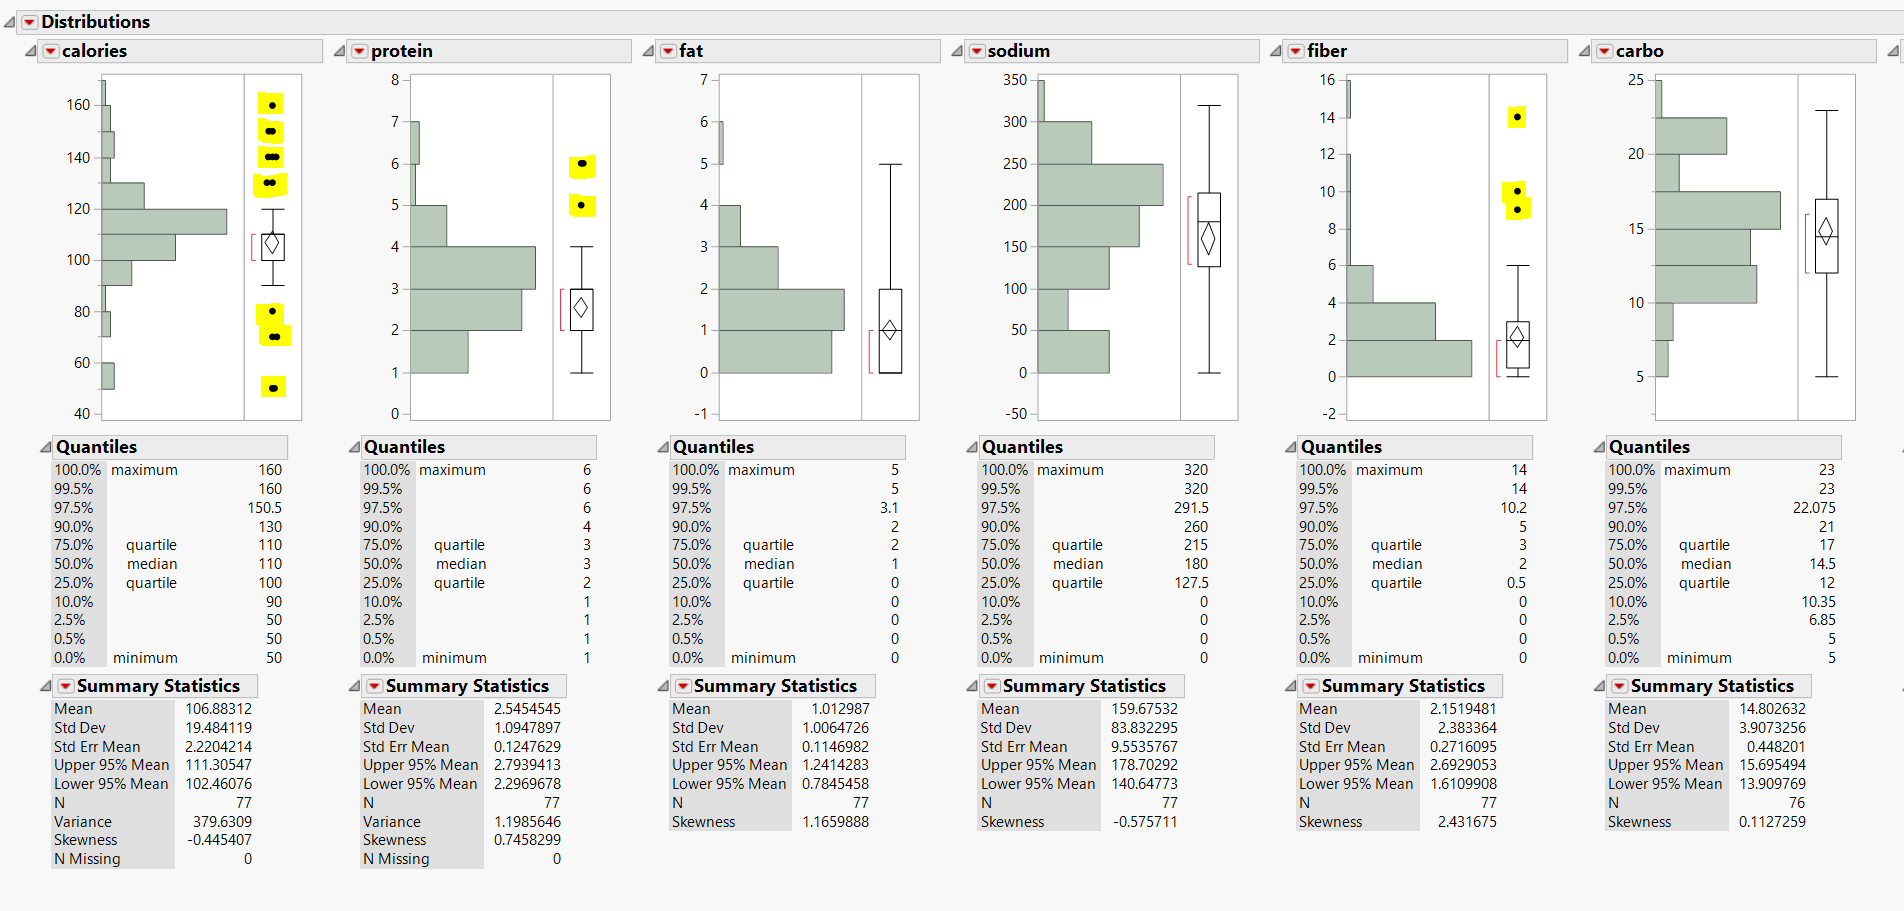 Distributions
calories
160
140
120
100
80
60
40
Quantiles
100.0% maximum 160
99.5% 160
97.5% 150.5
90.0% 130
75.0% quartile 110
50.0% median 110
25.0% quartile 100
10.0% 90
2.5% 50
0.5% 50
0.0% minimum 50
Summary Statistics
Mean 106.88312
Std Dev 19.484119
Std Err Mean 2.2204214
Upper 95% Mean 111.30547
Lower 95% Mean 102.46076
N 77
Variance 379.6309
Skewness -0.445407
N Missing 0
protein
8
7
6
5
4
3
2
1
0
Quantiles
100.0% maximum 6
99.5% 6
97.5% 6
90.0% 4
75.0% quartile 3
50.0% median 3
25.0% quartile 2
10.0% 1
2.5% 1
0.5% 1
0.0% minimum 1
Summary Statistics
Mean 2.5454545
Std Dev 1.0947897
Std Err Mean 0.1247629
Upper 95% Mean 2.7939413
Lower 95% Mean 2.2969678
N 77
Variance 1.1985646
Skewness 0.7458299
N Missing 0
fat
7
6
5
4
3
2
1
0
-1
Quantiles
100.0% maximum 5
99.5% 5
97.5% 3.1
90.0% 2
75.0% quartile 2
50.0% median 1
25.0% quartile 0
10.0% 0
2.5% 0
0.5% 0
0.0% minimum 0
Summary Statistics
Mean 1.012987
Std Dev 1.0064726
Std Err Mean 0.1146982
Upper 95% Mean 1.2414283
Lower 95% Mean 0.7845458
N 77
Skewness 1.1659888
sodium
350
300
250
200
150
100
50
0
-50
Quantiles
100.0% maximum 320
99.5% 320
97.5% 291.5
90.0% 260
75.0% quartile 215
50.0% median 180
25.0% quartile 127.5
10.0% 0
2.5% 0
0.5% 0
0.0% minimum 0
Summary Statistics
Mean 159.67532
Std Dev 83.832295
Std Err Mean 9.5535767
Upper 95% Mean 178.70292
Lower 95% Mean 140.64773
N 77
Skewness -0.575711
fiber
16
14
12
10
8
6
4
2
0
-2
Quantiles
100.0% maximum 14
99.5% 14
97.5% 10.2
90.0% 5
75.0% quartile 3
50.0% median 2
25.0% quartile 0.5
10.0% 0
2.5% 0
0.5% 0
0.0% minimum 0
Summary Statistics
Mean 2.1519481
Std Dev 2.383364
Std Err Mean 0.2716095
Upper 95% Mean 2.6929053
Lower 95% Mean 1.6109908
N 77
Skewness 2.431675
carbo
25
20
15
10
5
Quantiles
100.0% maximum 23
99.5% 23
97.5% 22.075
90.0% 21
75.0% quartile 17
50.0% median 14.5
25.0% quartile 12
10.0% 10.35
2.5% 6.85
0.5% 5
0.0% minimum 5
Summary Statistics
Mean 14.802632
Std Dev 3.9073256
Std Err Mean 0.448201
Upper 95% Mean 15.695494
Lower 95% Mean 13.909769
N 76
Skewness 0.1127259